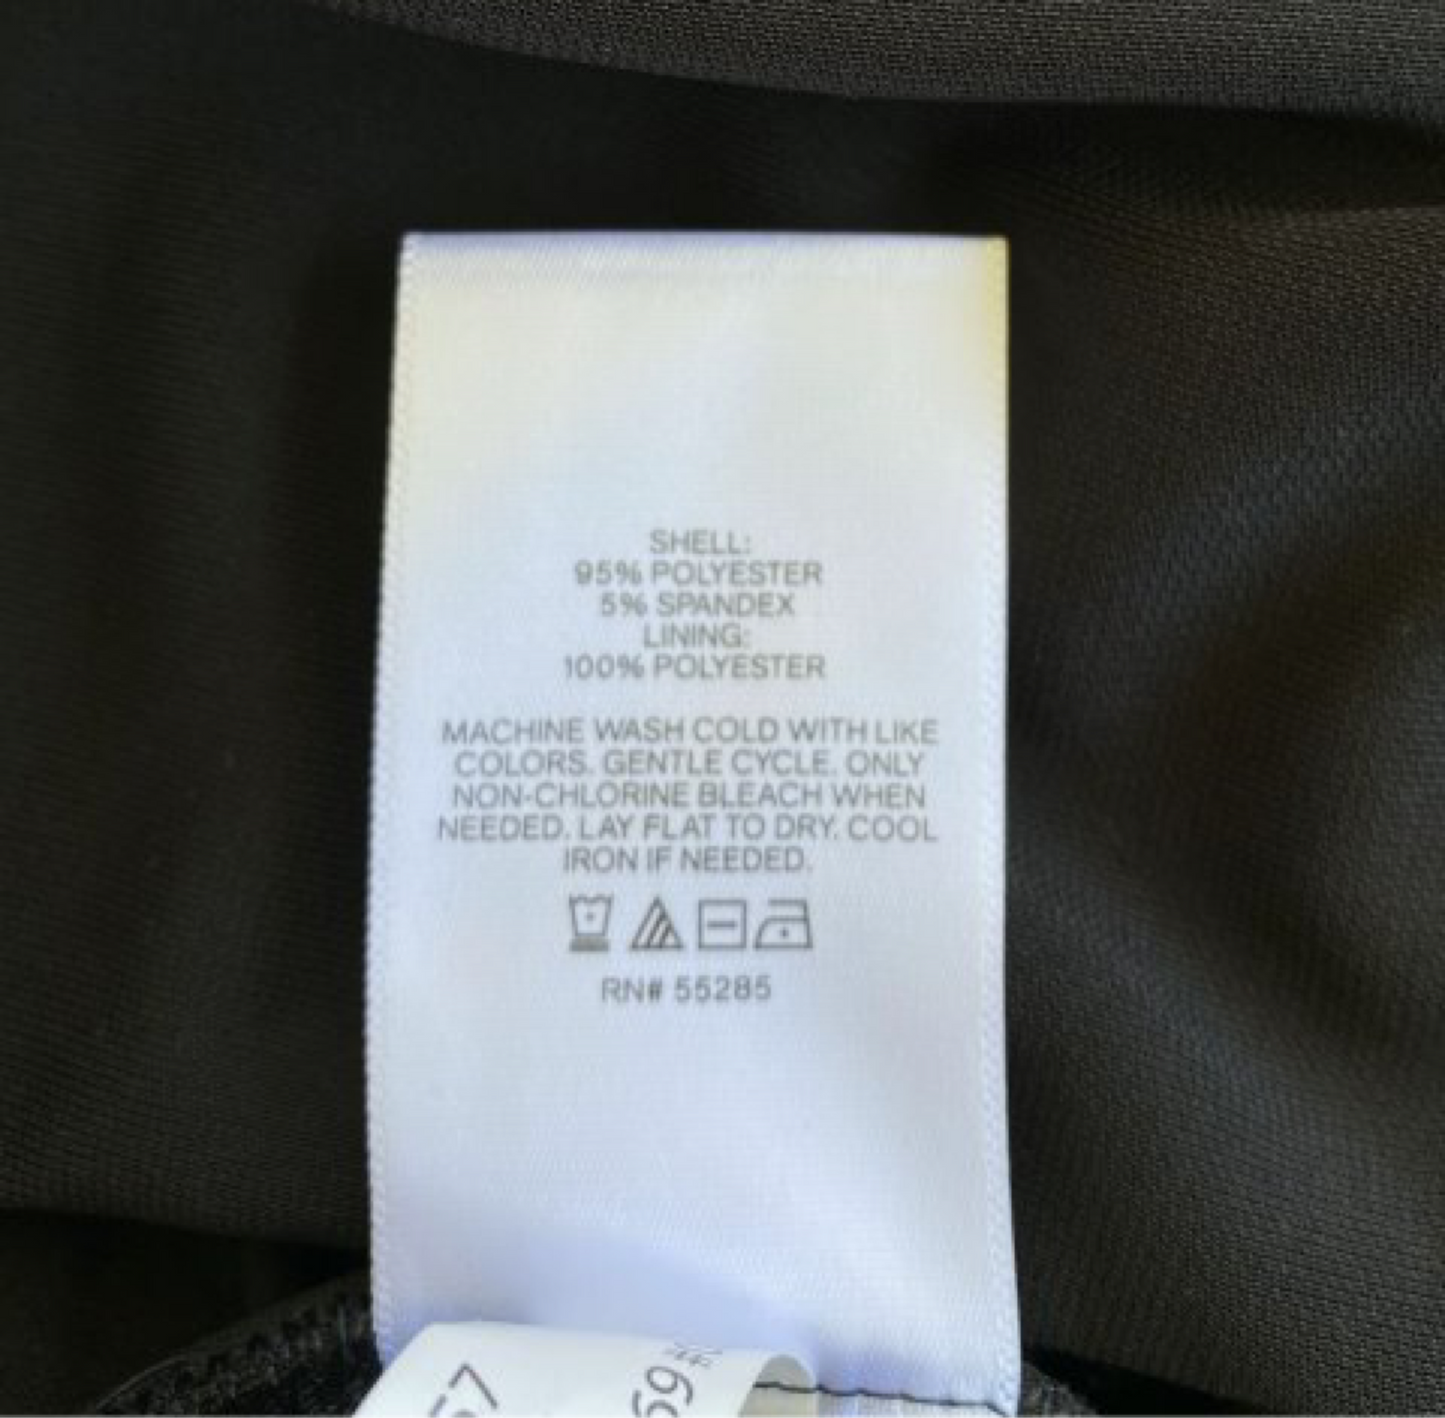 SHELL:
95% POLYESTER
5% SPANDEX
LINING:
100% POLYESTER
MACHINE WASH COLD WITH LIKE
COLORS. GENTLE CYCLE. ONLY
NON-CHLORINE BLEACH WHEN
NEEDED. LAY FLAT TO DRY. COOL
IRON IF NEEDED.
RN# 55285